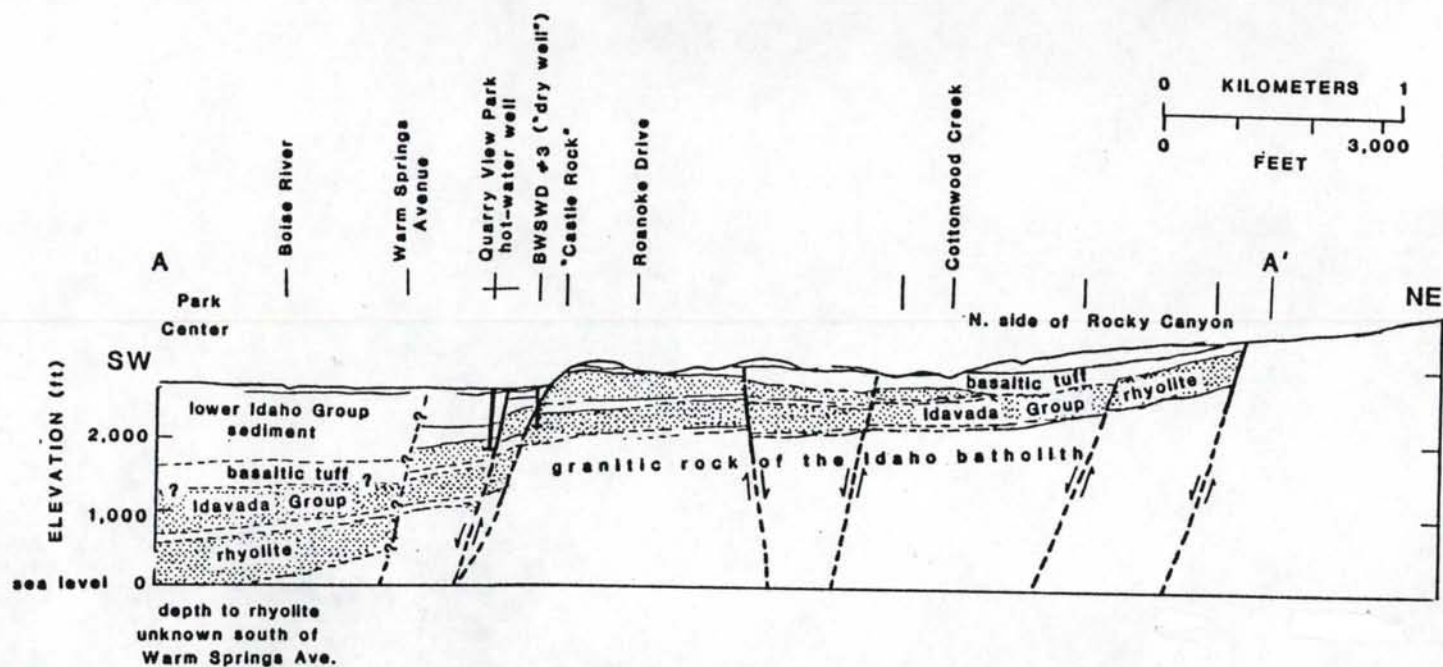 Boise River
Warm Springs
Avenue
Quarry View Park
hot-water well
BWSWD #3 ("dry well")
"Castle Rock"
Roanoke Drive
Cottonwood Creek
0 KILOMETERS 1
0 3,000
FEET
A
A'
Park
Center
SW
NE
N. side of Rocky Canyon
lower Idaho Group
sediment
basaltic tuff
Idavada Group
rhyolite
basaltic tuff
Idavada Group rhyolite
granitic rock of the Idaho batholith
?
?
?
?
?
?
ELEVATION (ft)
2,000
1,000
sea level 0
depth to rhyolite
unknown south of
Warm Springs Ave.